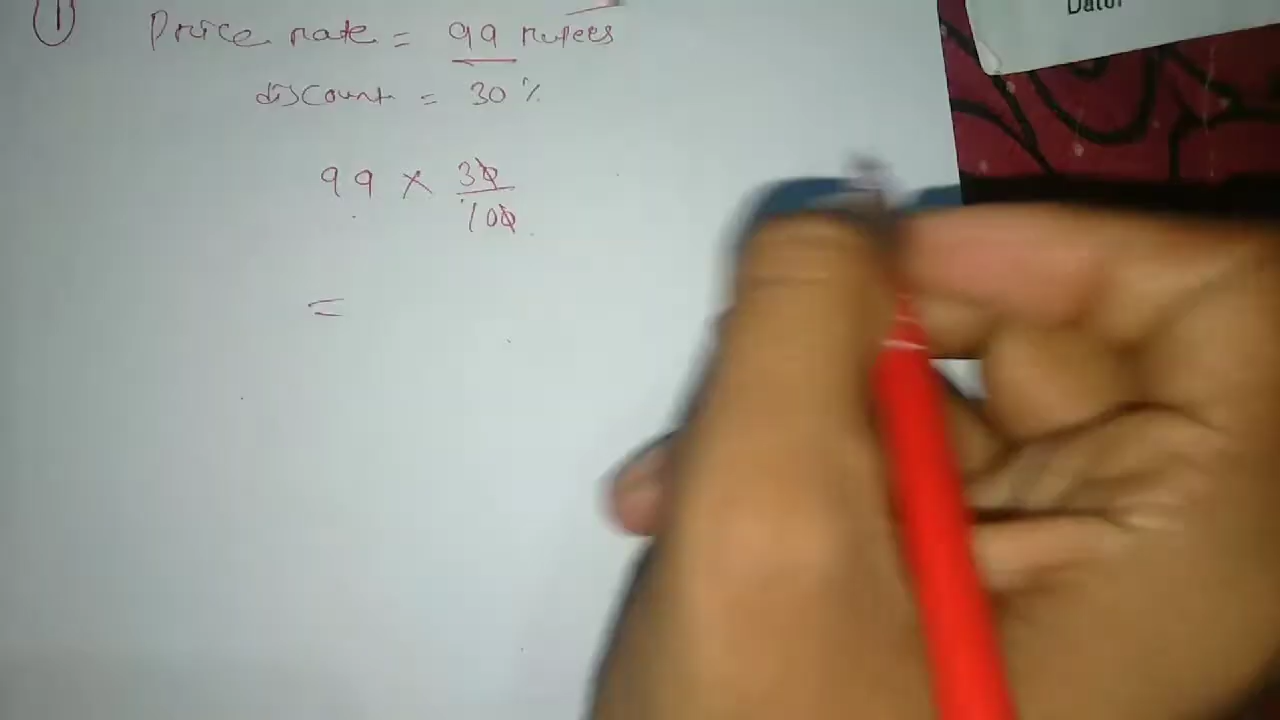 1
Price rate = 99 rupees
discount = 30 %
99 × 30/100
=